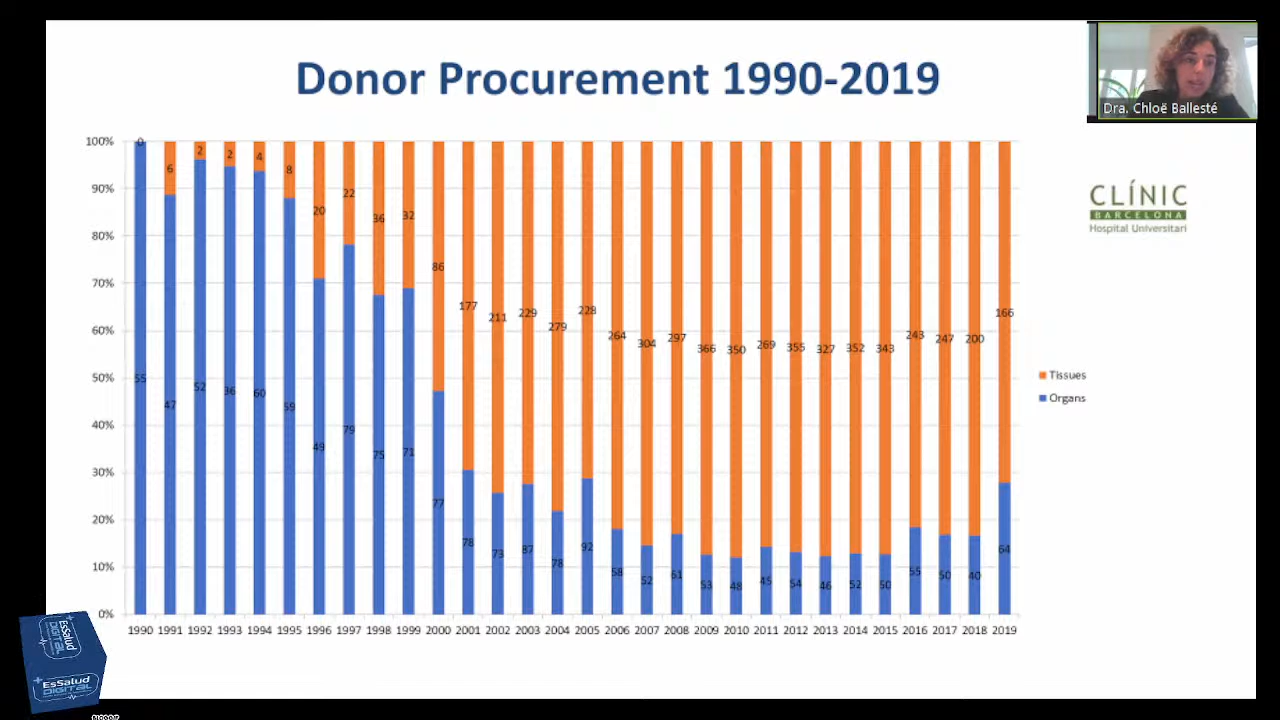 Donor Procurement 1990-2019
Dra. Chloë Ballesté
CLÍNIC
BARCELONA
Hospital Universitari
100%
90%
80%
70%
60%
50%
40%
30%
20%
10%
0%
0 6 2 2 4 8 20 22 36 32 86 177 211 229 279 228 264 304 297 366 350 269 355 327 352 343 243 247 200 166
55 47 52 36 60 59 49 79 75 71 77 78 73 87 78 92 58 52 61 53 48 45 54 46 52 50 55 50 40 64
Tissues
Organs
1990 1991 1992 1993 1994 1995 1996 1997 1998 1999 2000 2001 2002 2003 2004 2005 2006 2007 2008 2009 2010 2011 2012 2013 2014 2015 2016 2017 2018 2019
EsSalud
DIGITAL
EsSalud
DIGITAL